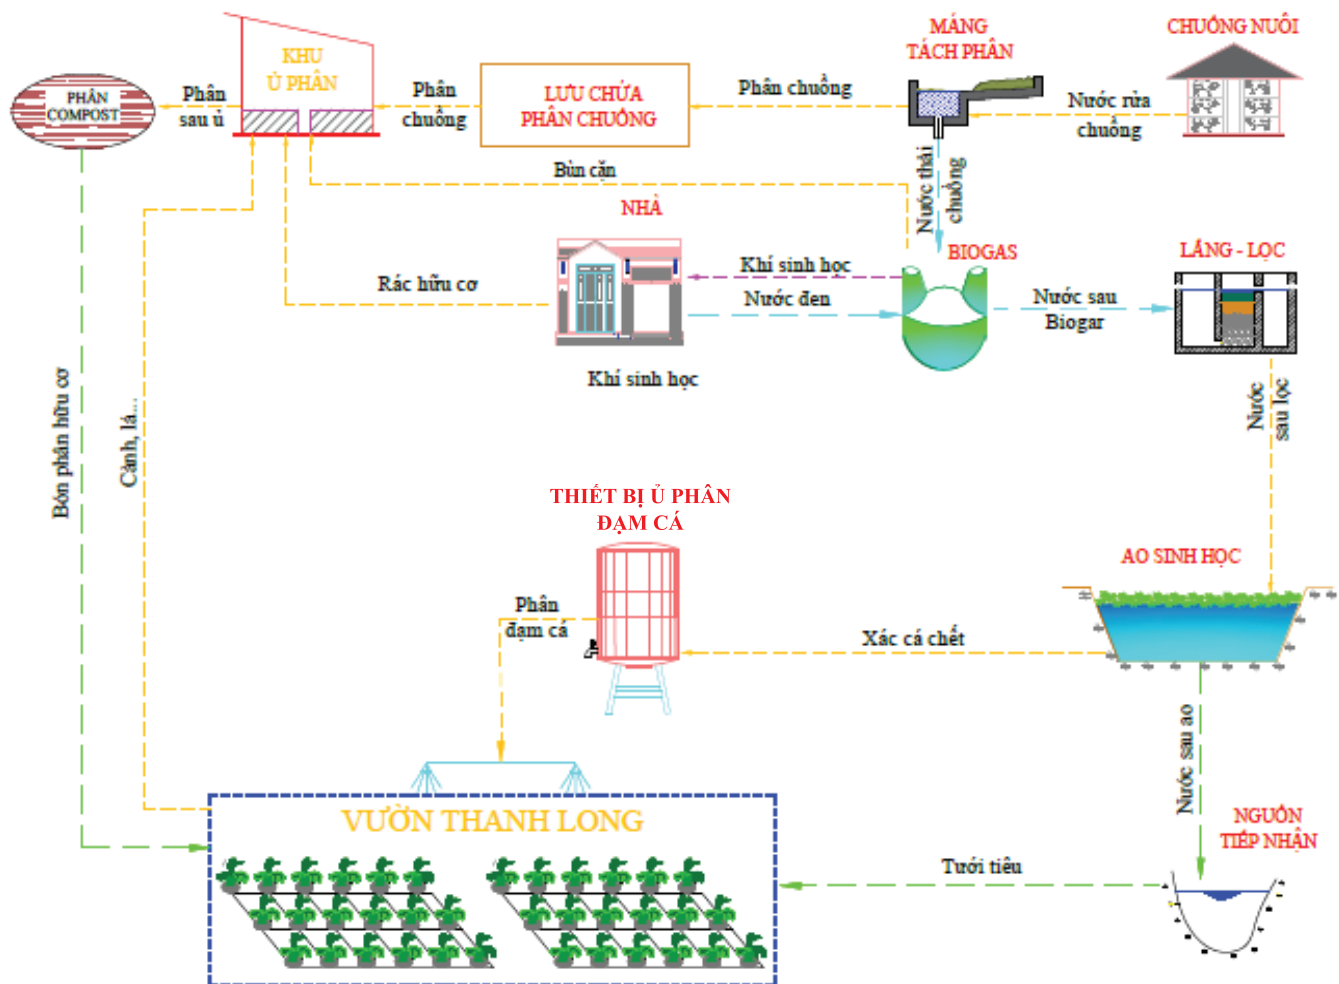 MÁNG
TÁCH PHÂN
CHUỒNG NUÔI
KHU
Ủ PHÂN
LƯU CHỨA
PHÂN CHUỒNG
PHÂN
COMPOST
Phân
sau ủ
Phân
chuồng
Phân chuồng
Nước rửa
chuồng
Bùn cặn
Nước thải
chuồng
NHÀ
BIOGAS
LẮNG - LỌC
Khí sinh học
Rác hữu cơ
Nước đen
Nước sau
Biogar
Khí sinh học
Nước
sau lọc
Bón phân hữu cơ
Cành, lá...
THIẾT BỊ Ủ PHÂN
ĐẠM CÁ
AO SINH HỌC
Phân
đạm cá
Xác cá chết
Nước sau ao
VƯỜN THANH LONG
NGUỒN
TIẾP NHẬN
Tưới tiêu